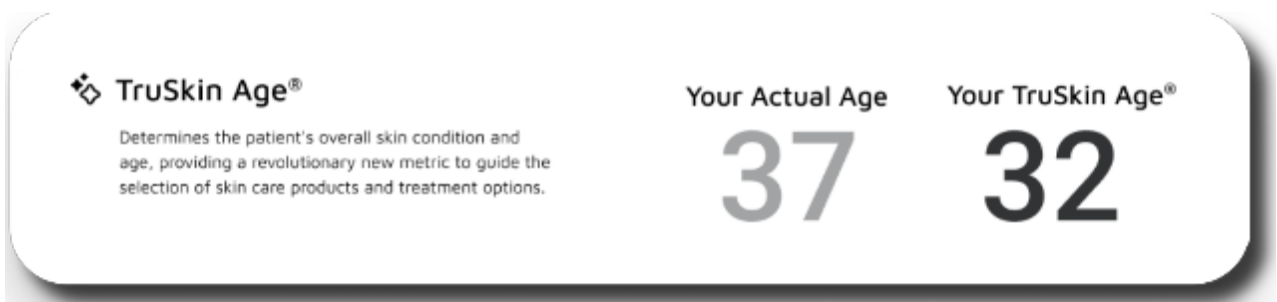 TruSkin Age®
Determines the patient's overall skin condition and
age, providing a revolutionary new metric to guide the
selection of skin care products and treatment options.
Your Actual Age
37
Your TruSkin Age®
32